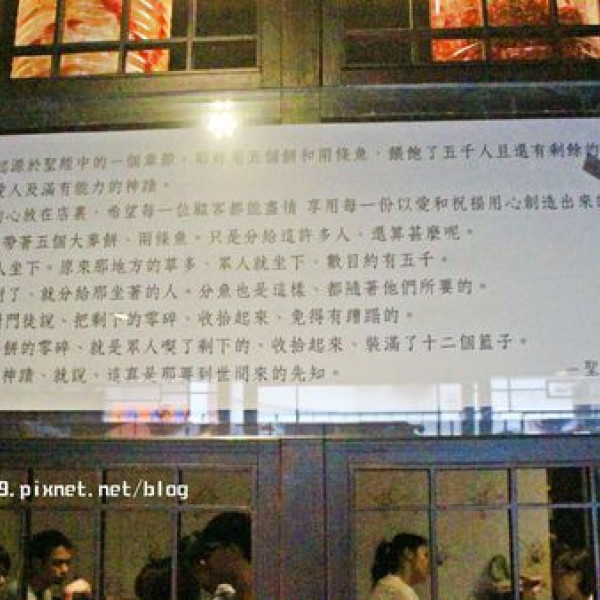 源於聖經中的一個章節,耶穌用五個餅和兩條魚,餵飽了五千人且還有剩餘的
愛人及滿有能力的神蹟。
心放在店裏,希望每一位顧客都能盡情 享用每一份以愛和祝福用心創造出來的
帶著五個大麥餅、兩條魚。只是分給這許多人、還算甚麼呢。
人坐下。原來那地方的草多、眾人就坐下、數目約有五千。
謝了、就分給那坐著的人。分魚也是這樣、都隨著他們所要的。
門徒說、把剩下的零碎、收拾起來、免得有蹧蹋的。
餅的零碎、就是眾人喫了剩下的、收拾起來、裝滿了十二個籃子。
神蹟、就說、這真是那要到世間來的先知。
—聖
9.pixnet.net/blog